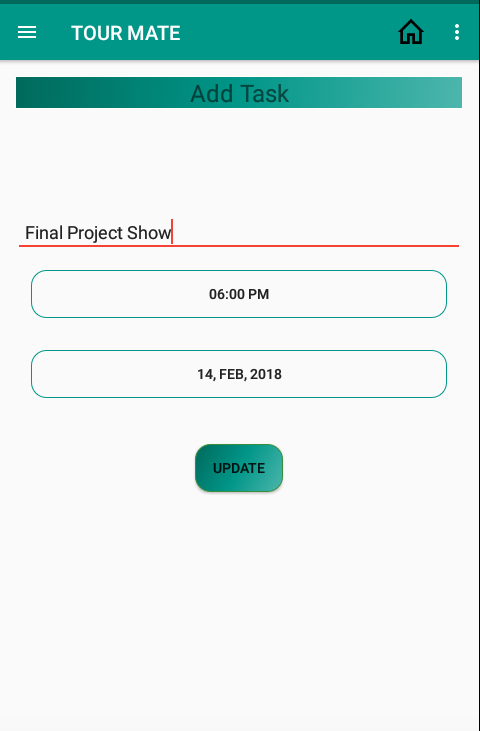 TOUR MATE
Add Task
Final Project Show
06:00 PM
14, FEB, 2018
UPDATE